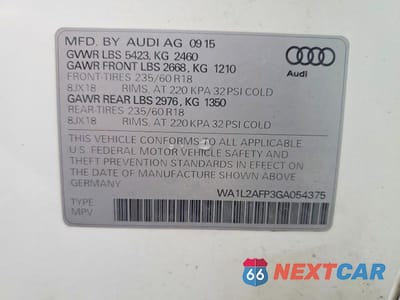 MFD. BY AUDI AG 09.15
GVWR LBS 5423, KG 2460
GAWR FRONT LBS 2668, KG 1210
FRONT-TIRES 235/60 R18
8JX18 RIMS, AT 220 KPA 32 PSI COLD
GAWR REAR LBS 2976, KG 1350
REAR-TIRES 235/60 R18
8JX18 RIMS, AT 220 KPA 32 PSI COLD
Audi
THIS VEHICLE CONFORMS TO ALL APPLICABLE
U.S. FEDERAL MOTOR VEHICLE SAFETY AND
THEFT PREVENTION STANDARDS IN EFFECT ON
THE DATE OF MANUFACTURE SHOWN ABOVE
GERMANY WA1L2AFP3GA054375
TYPE
MPV
66 NEXTCAR